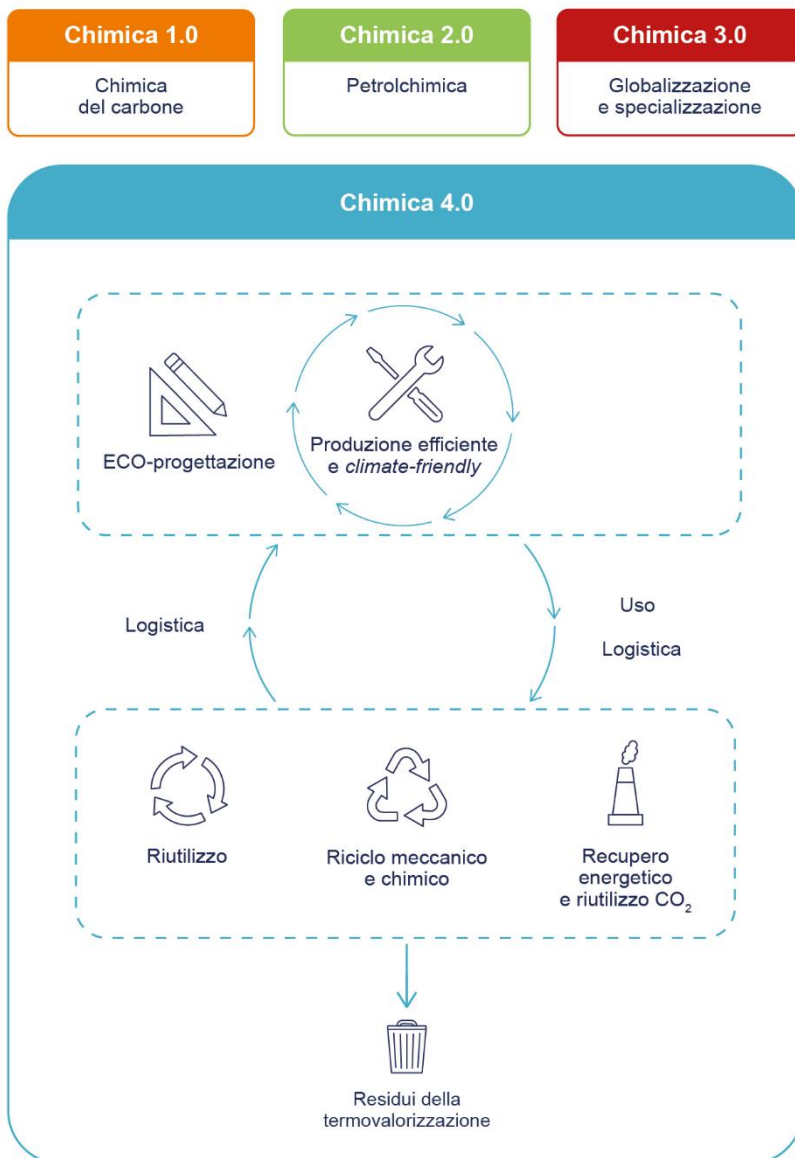 Chimica 1.0
Chimica
del carbone
Chimica 2.0
Petrolchimica
Chimica 3.0
Globalizzazione
e specializzazione
Chimica 4.0
ECO-progettazione
Produzione efficiente
e climate-friendly
Logistica
Uso
Logistica
Riutilizzo
Riciclo meccanico
e chimico
Recupero
energetico
e riutilizzo CO₂
Residui della
termovalorizzazione